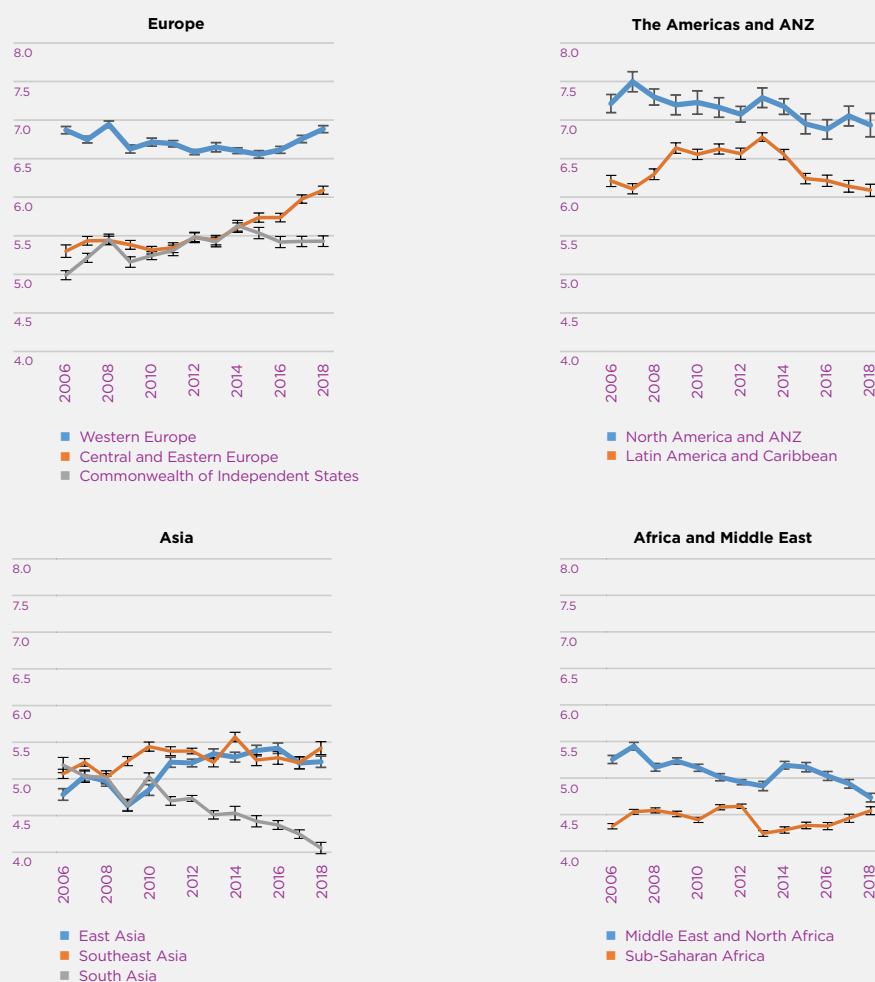 Europe
8.0
7.5
7.0
6.5
6.0
5.5
5.0
4.5
4.0
2006 2008 2010 2012 2014 2016 2018
Western Europe
Central and Eastern Europe
Commonwealth of Independent States
The Americas and ANZ
8.0
7.5
7.0
6.5
6.0
5.5
5.0
4.5
4.0
2006 2008 2010 2012 2014 2016 2018
North America and ANZ
Latin America and Caribbean
Asia
8.0
7.5
7.0
6.5
6.0
5.5
5.0
4.5
4.0
2006 2008 2010 2012 2014 2016 2018
East Asia
Southeast Asia
South Asia
Africa and Middle East
8.0
7.5
7.0
6.5
6.0
5.5
5.0
4.5
4.0
2006 2008 2010 2012 2014 2016 2018
Middle East and North Africa
Sub-Saharan Africa